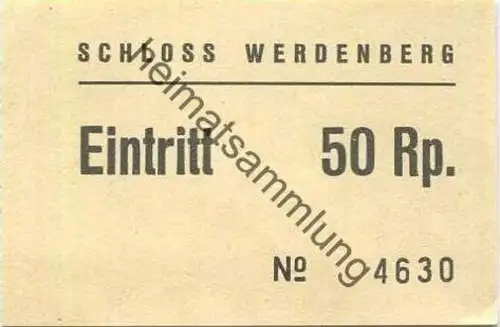 SCHLOSS WERDENBERG
Eintritt 50 Rp.
heimatsammlung
Nº 4630